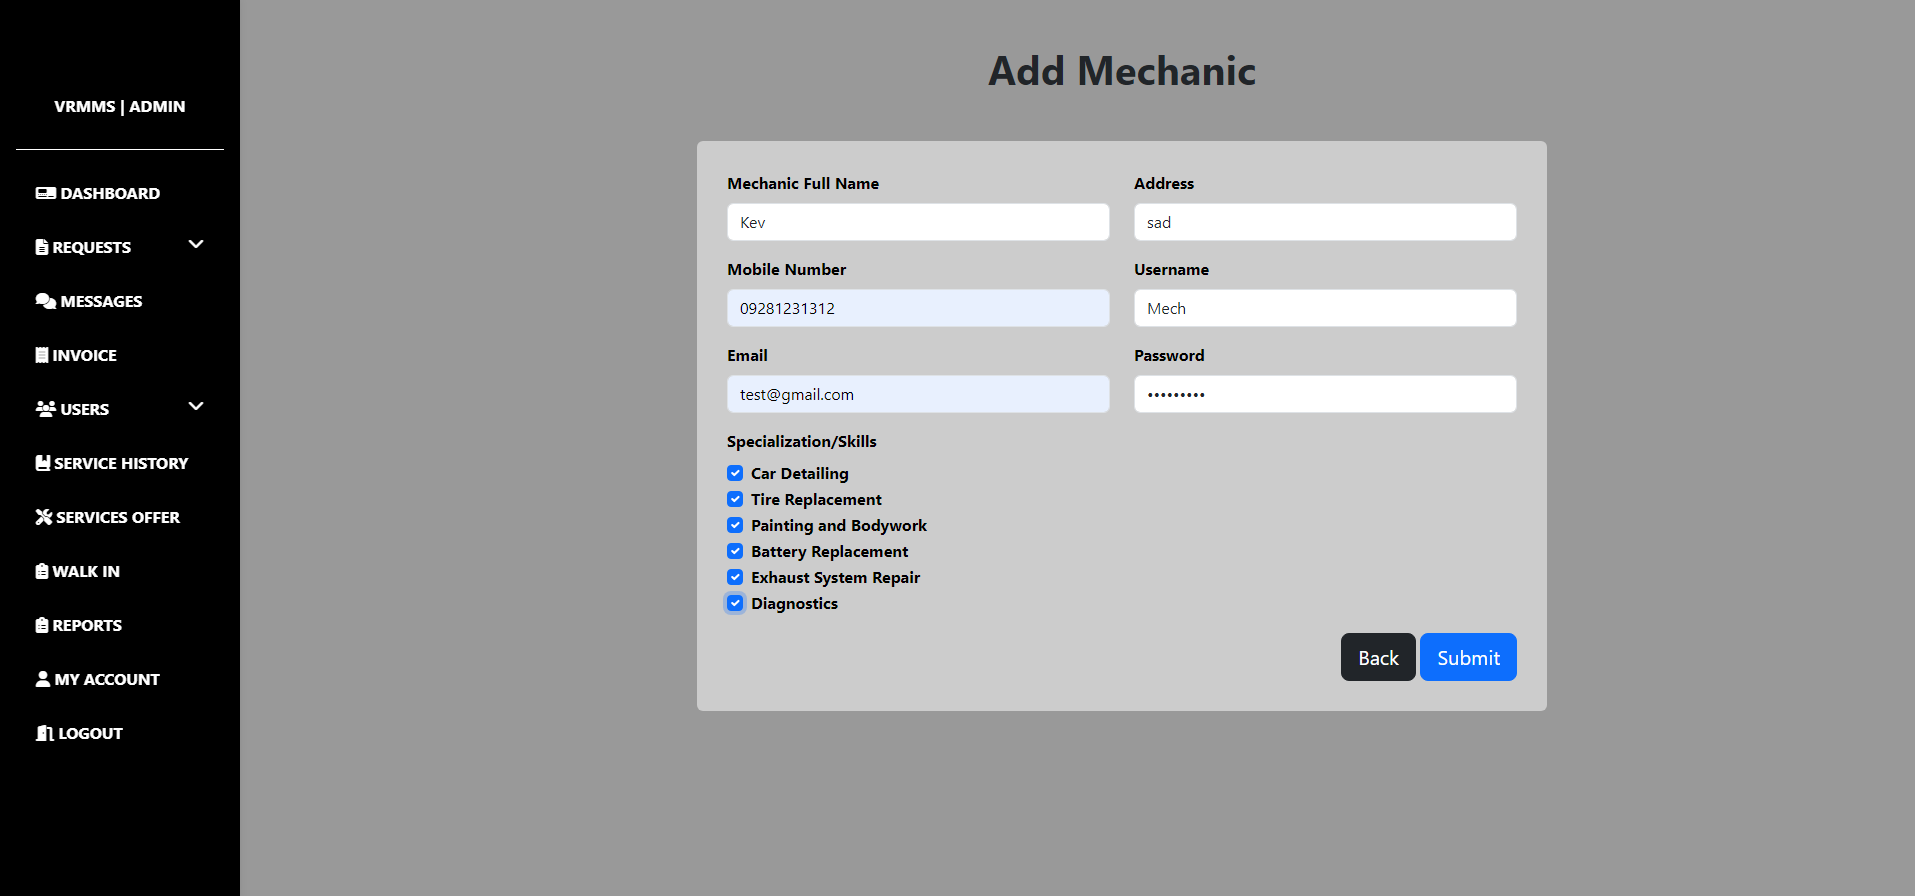 VRMMS | ADMIN
DASHBOARD
REQUESTS
MESSAGES
INVOICE
USERS
SERVICE HISTORY
SERVICES OFFER
WALK IN
REPORTS
MY ACCOUNT
LOGOUT
Add Mechanic
Mechanic Full Name
Kev
Address
sad
Mobile Number
09281231312
Username
Mech
Email
test@gmail.com
Password
•••••••••
Specialization/Skills
Car Detailing
Tire Replacement
Painting and Bodywork
Battery Replacement
Exhaust System Repair
Diagnostics
Back
Submit